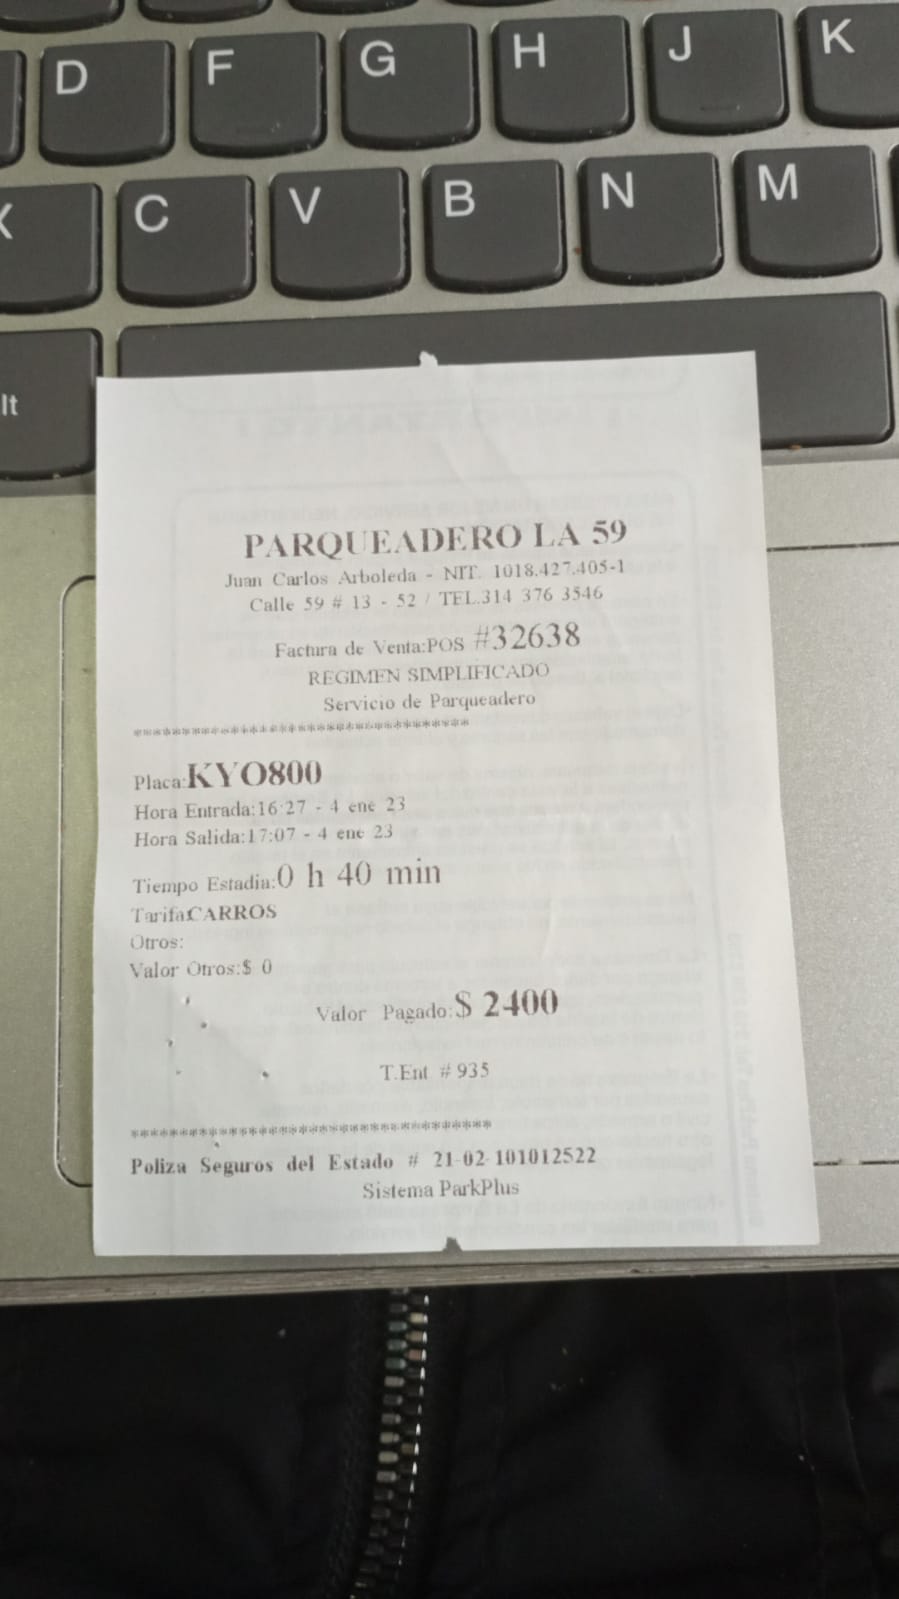 D F G H J K
X C V B N M
lt
PARQUEADERO LA 59
Juan Carlos Arboleda - NIT. 1018.427.405-1
Calle 59 # 13 - 52 / TEL.314 376 3546
Factura de Venta:POS #32638
REGIMEN SIMPLIFICADO
Servicio de Parqueadero
Placa:KYO800
Hora Entrada:16:27 - 4 ene 23
Hora Salida:17:07 - 4 ene 23
Tiempo Estadia:0 h 40 min
Tarifa:CARROS
Otros:
Valor Otros:$ 0
Valor Pagado:$ 2400
T.Ent # 935
Poliza Seguros del Estado # 21-02-101012522
Sistema ParkPlus